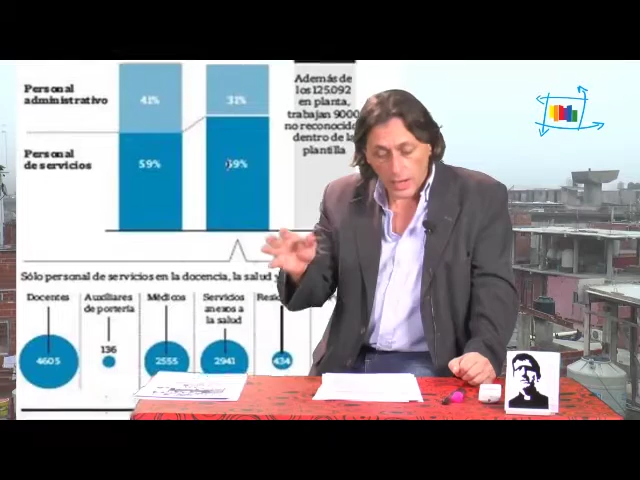 Personal
administrativo
41%
31%
Personal
de servicios
59%
69%
Además de
los 125.092
en planta,
trabajan 9000
no reconocido
dentro de la
plantilla
Sólo personal de servicios en la docencia, la salud y
Docentes
Auxiliares
de portería
Médicos
Servicios
anexos a
la salud
4605
136
2555
2941
434